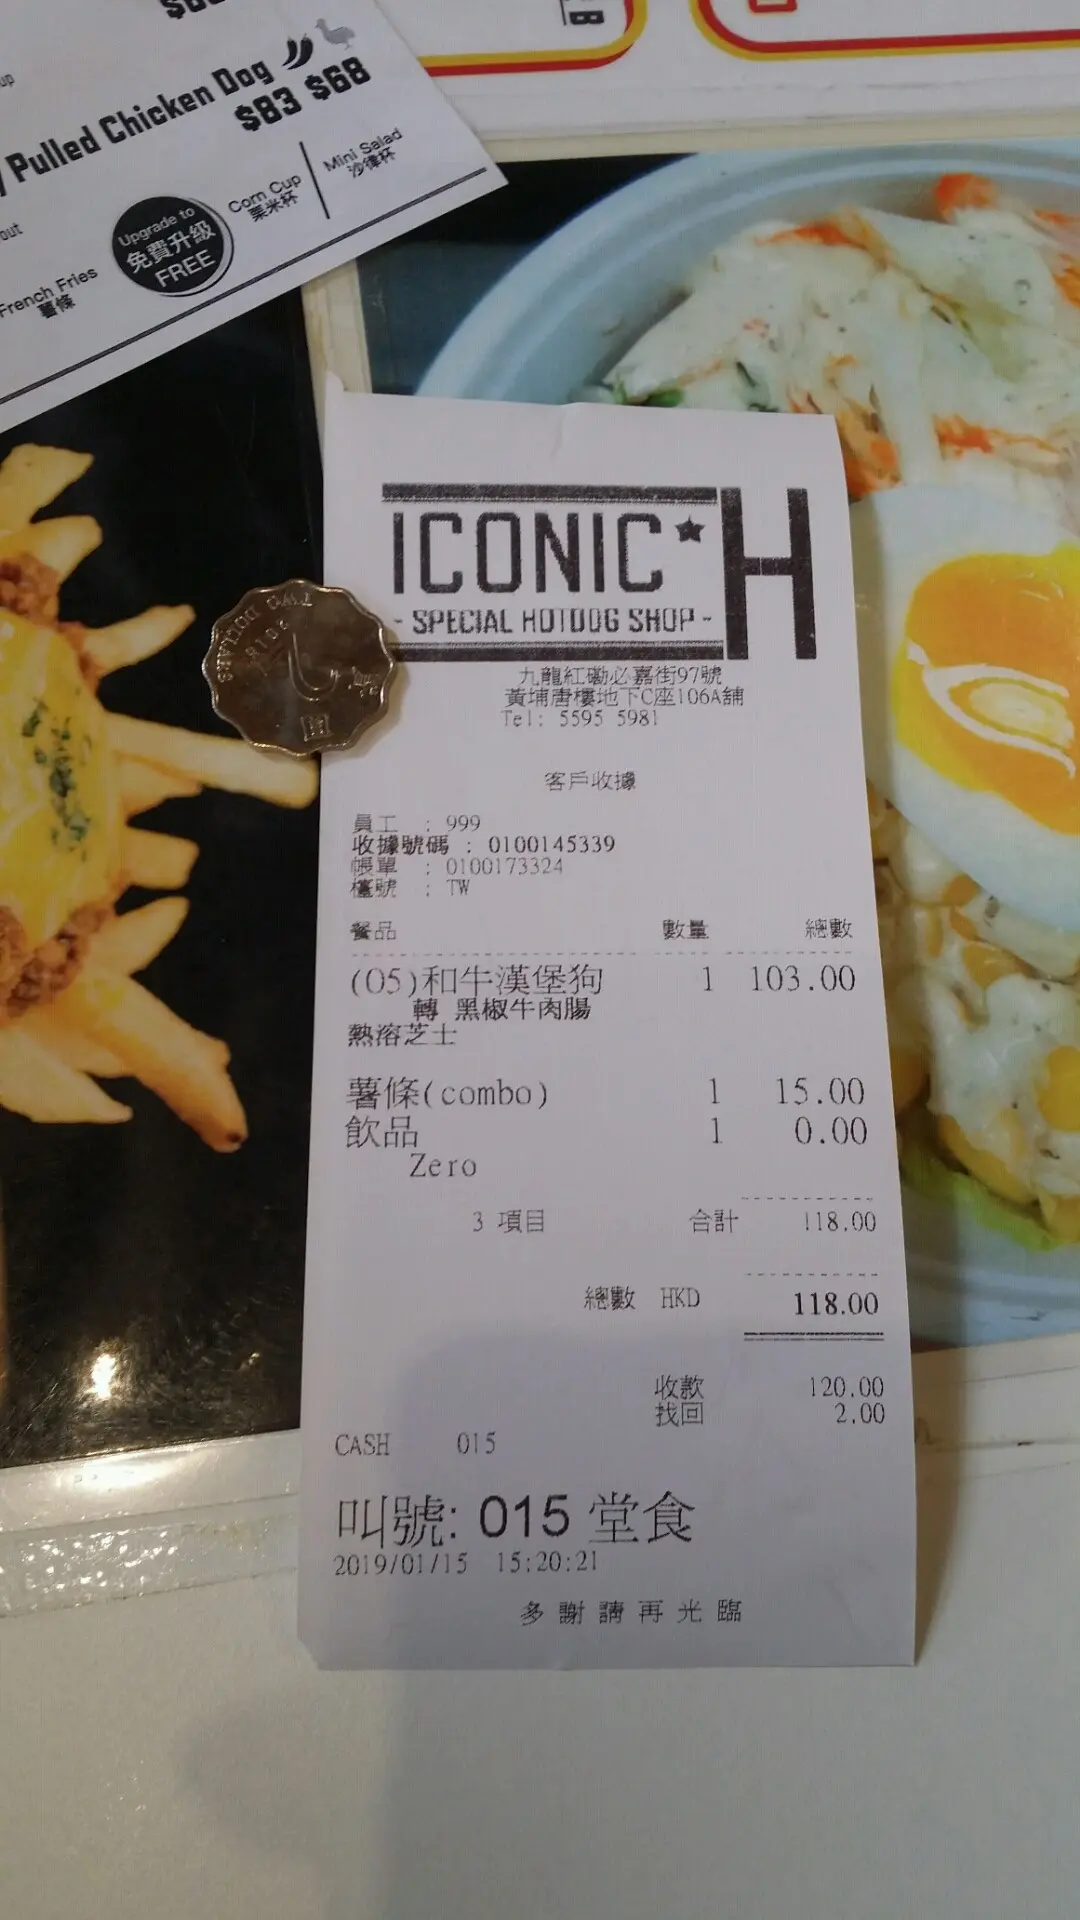 Pulled Chicken Dog
$83 $68
Upgrade to
免費升級
FREE
Corn Cup
粟米杯
Mini Salad
沙律杯
French Fries
薯條
TWO DOLLARS
ICONIC★H
- SPECIAL HOTDOG SHOP -
九龍紅磡必嘉街97號
黃埔唐樓地下C座106A舖
Tel: 5595 5981
客戶收據
員工 : 999
收據號碼 : 0100145339
帳單 : 0100173324
檯號 : TW
餐品 數量 總數
(05)和牛漢堡狗 1 103.00
轉 黑椒牛肉腸
熱溶芝士
薯條(combo) 1 15.00
飲品 1 0.00
Zero
3 項目 合計 118.00
總數 HKD 118.00
收款 120.00
找回 2.00
CASH 015
叫號: 015 堂食
2019/01/15 15:20:21
多謝請再光臨